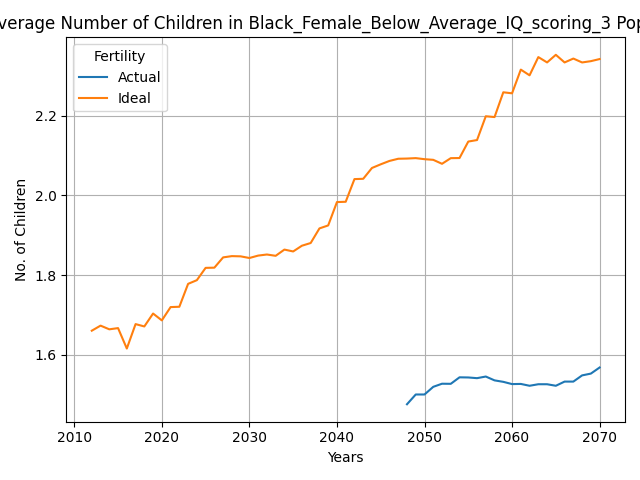 verage Number of Children in Black_Female_Below_Average_IQ_scoring_3 Pop
Fertility
Actual
Ideal
No. of Children
2.2
2.0
1.8
1.6
2010 2020 2030 2040 2050 2060 2070
Years